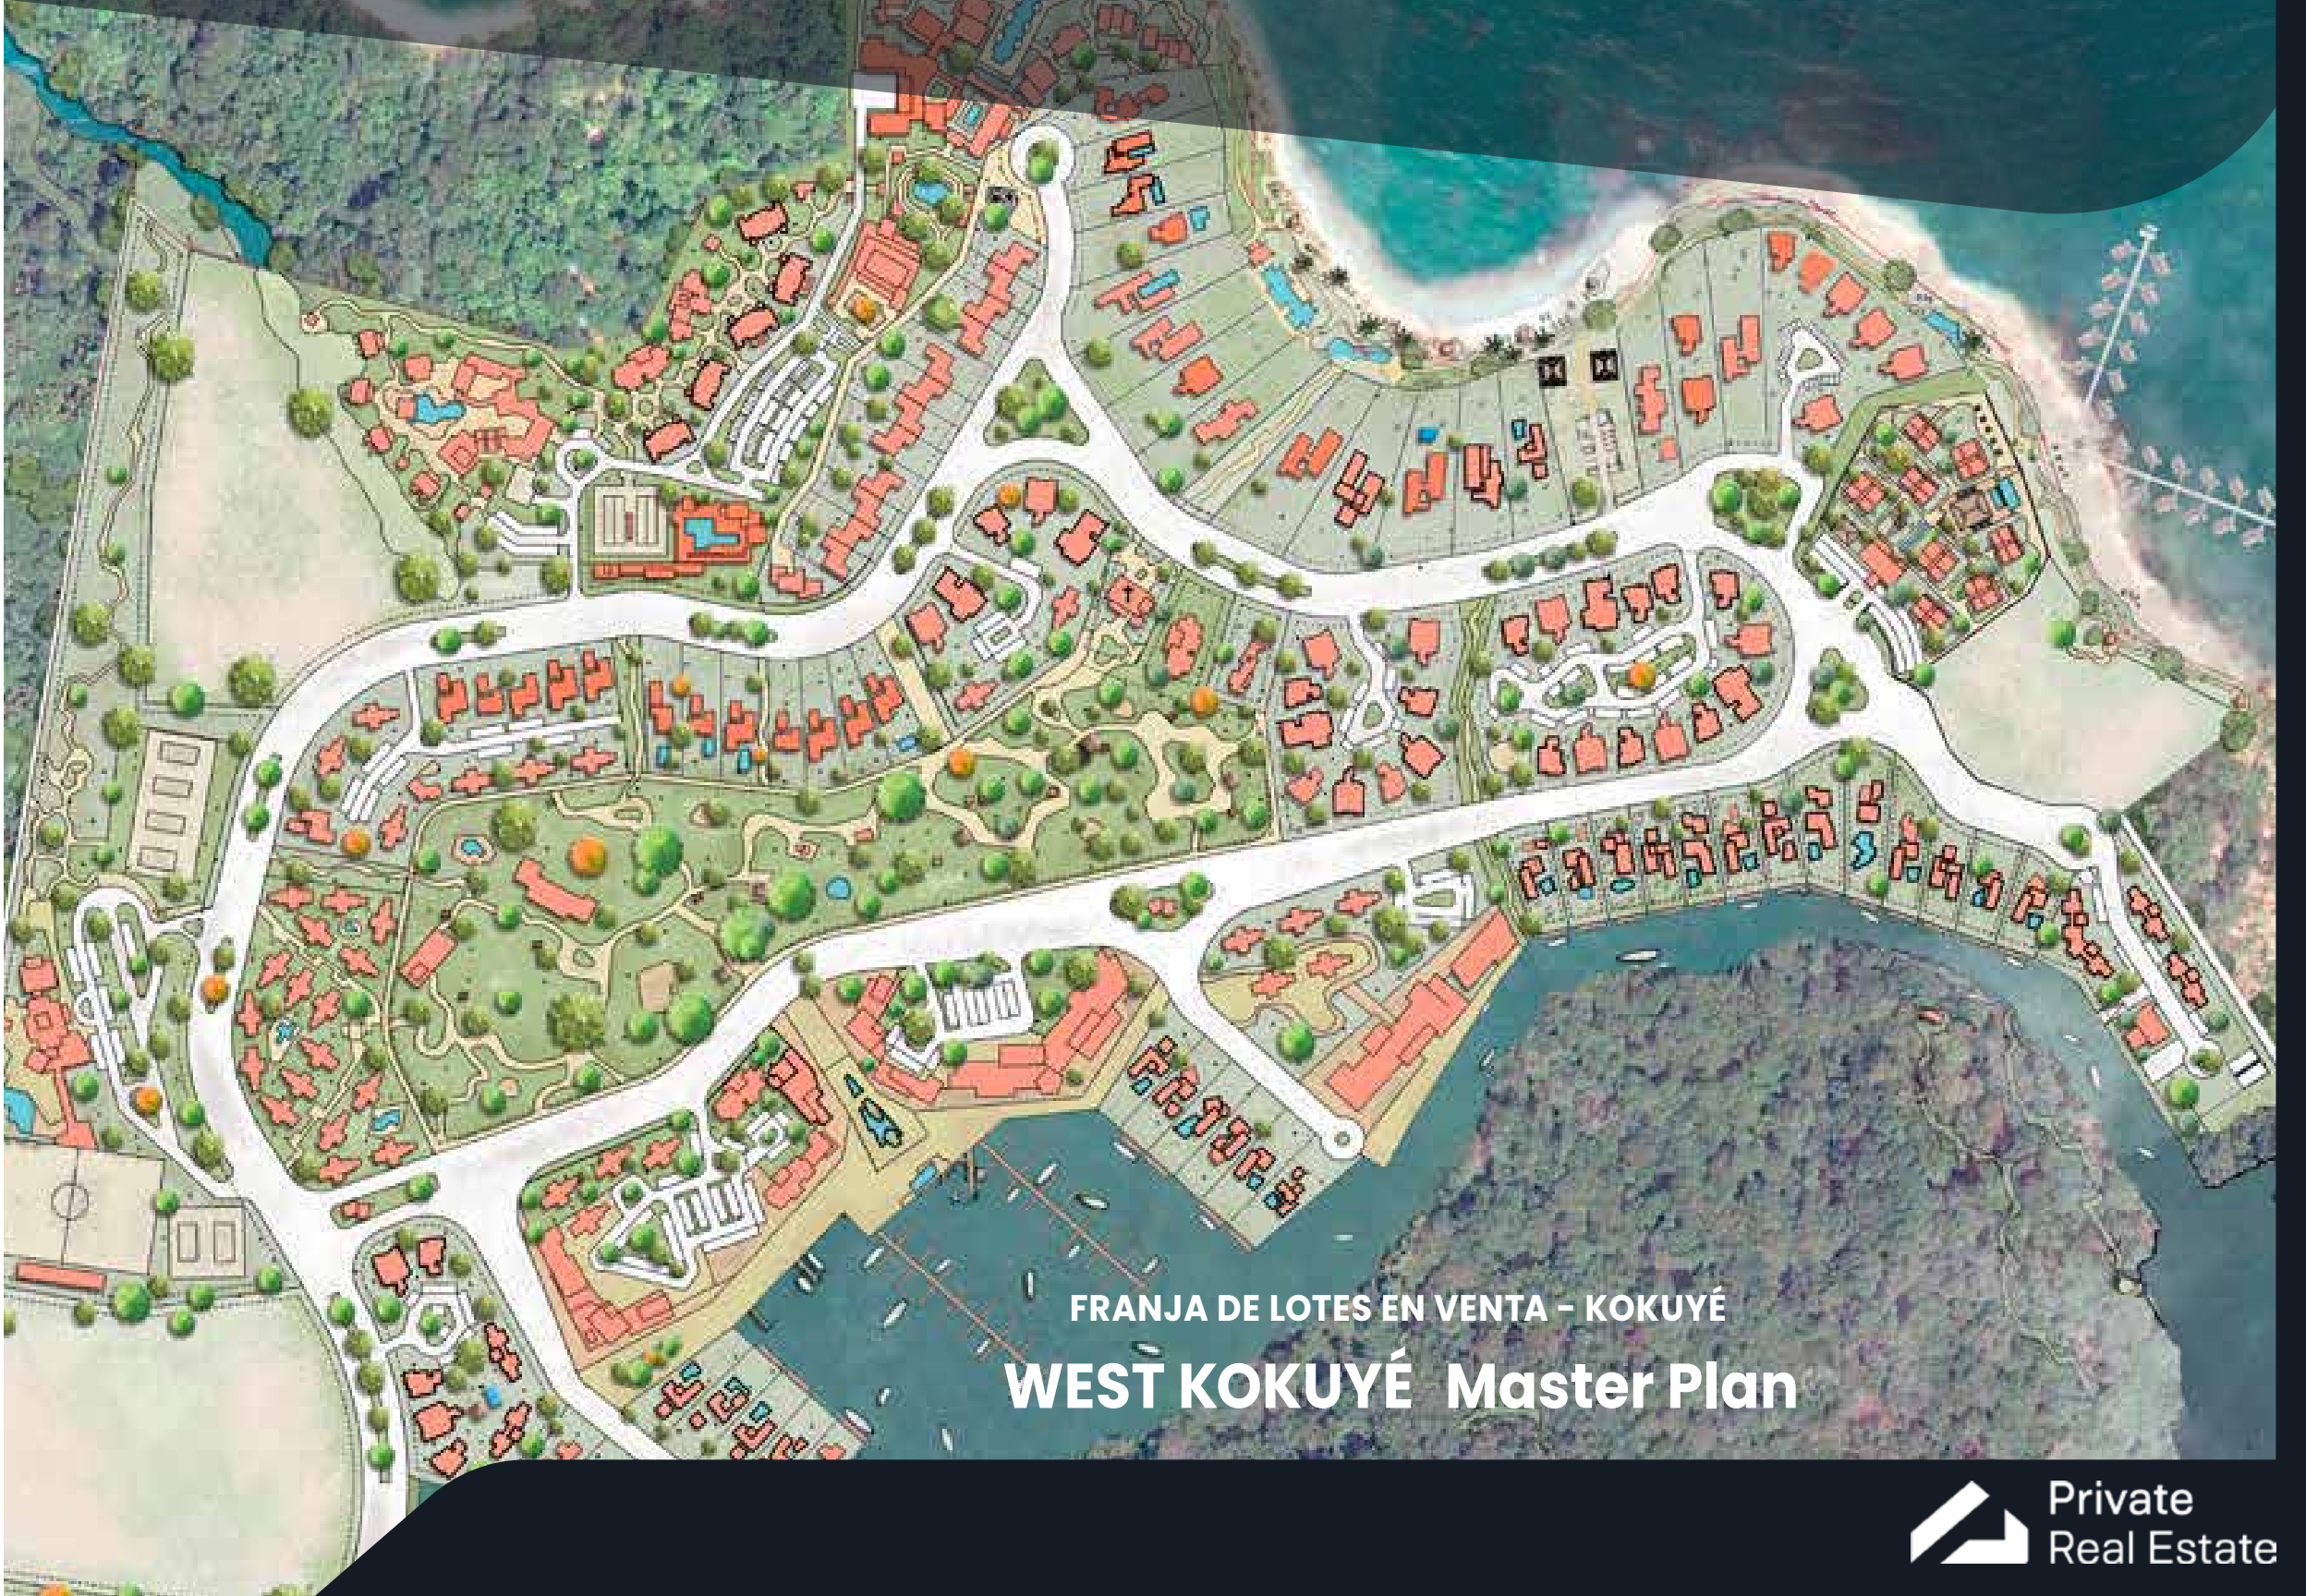 FRANJA DE LOTES EN VENTA - KOKUYÉ
WEST KOKUYÉ Master Plan
Private
Real Estate